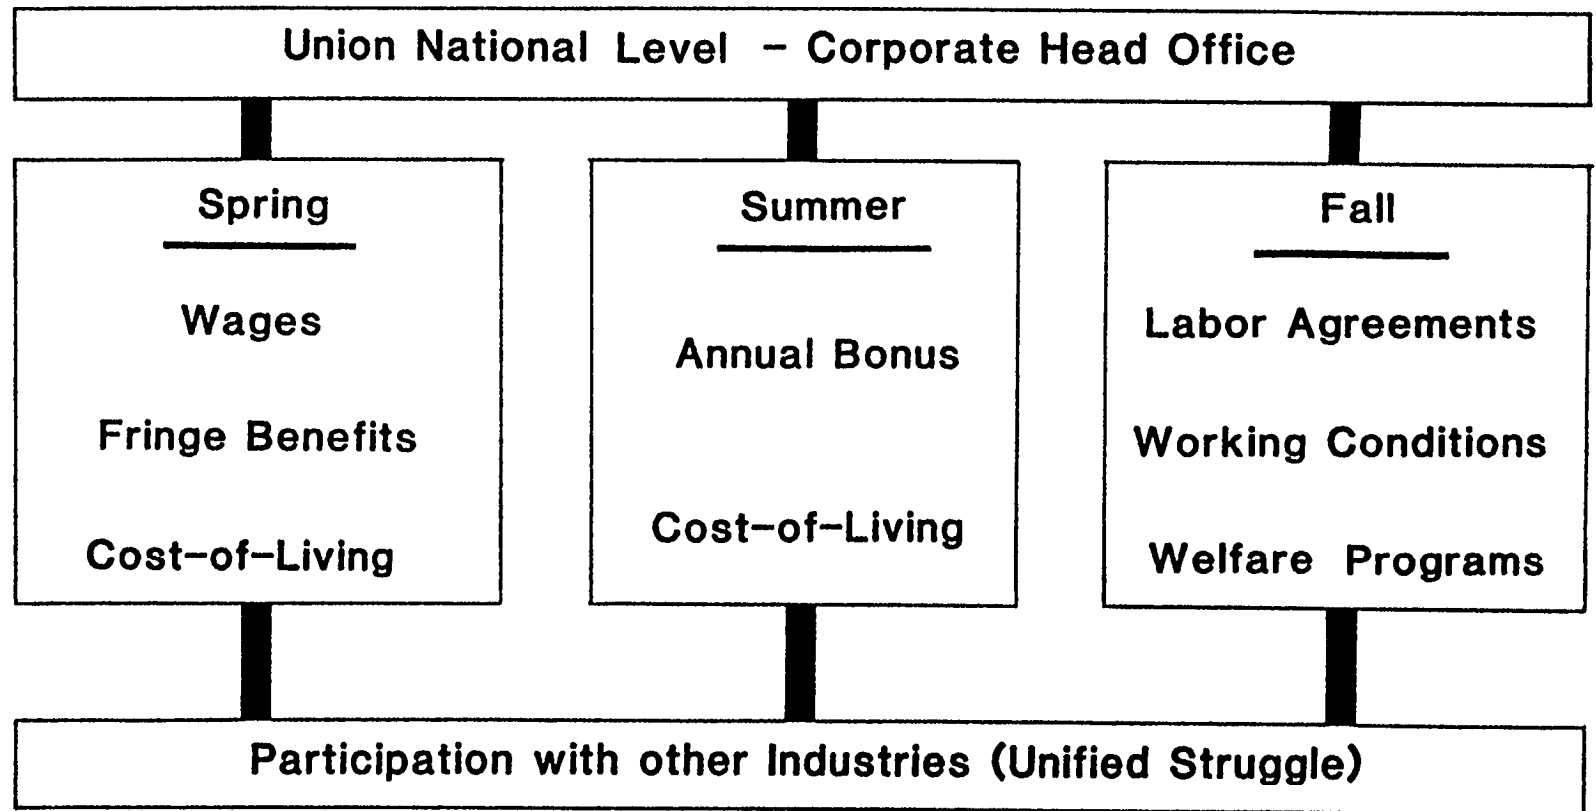 Union National Level - Corporate Head Office
Spring
Wages
Fringe Benefits
Cost-of-Living
Summer
Annual Bonus
Cost-of-Living
Fall
Labor Agreements
Working Conditions
Welfare Programs
Participation with other Industries (Unified Struggle)